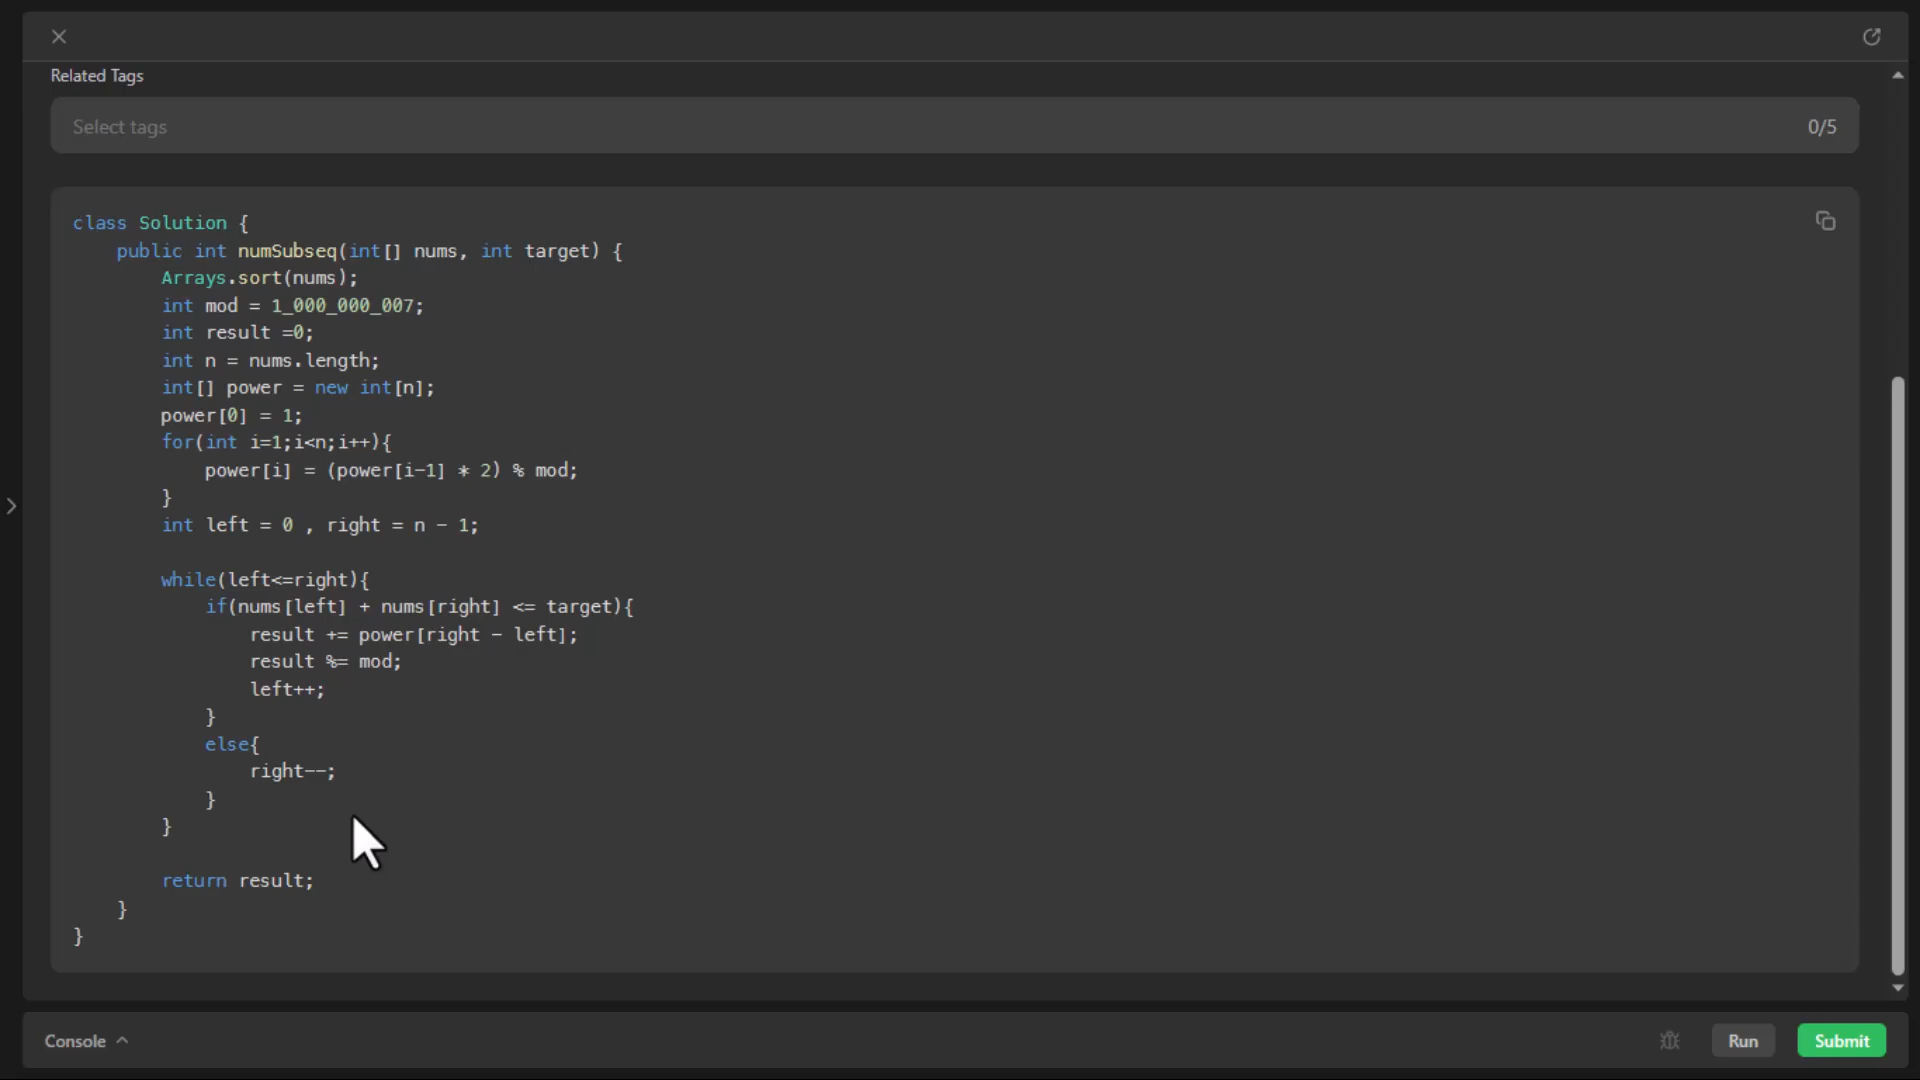 Related Tags
Select tags
0/5
class Solution {
    public int numSubseq(int[] nums, int target) {
        Arrays.sort(nums);
        int mod = 1_000_000_007;
        int result =0;
        int n = nums.length;
        int[] power = new int[n];
        power[0] = 1;
        for(int i=1;i<n;i++){
            power[i] = (power[i-1] * 2) % mod;
        }
        int left = 0 , right = n - 1;
        while(left<=right){
            if(nums[left] + nums[right] <= target){
                result += power[right - left];
                result %= mod;
                left++;
            }
            else{
                right--;
            }
        }
        return result;
    }
}
Console
Run
Submit